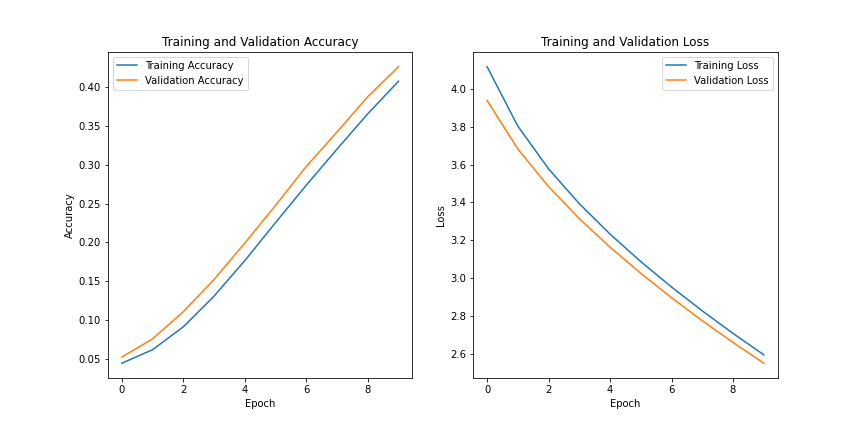 Training and Validation Accuracy
Training Accuracy
Validation Accuracy
0.40
0.35
0.30
0.25
0.20
0.15
0.10
0.05
Accuracy
0 2 4 6 8
Epoch
Training and Validation Loss
Training Loss
Validation Loss
4.0
3.8
3.6
3.4
3.2
3.0
2.8
2.6
Loss
0 2 4 6 8
Epoch